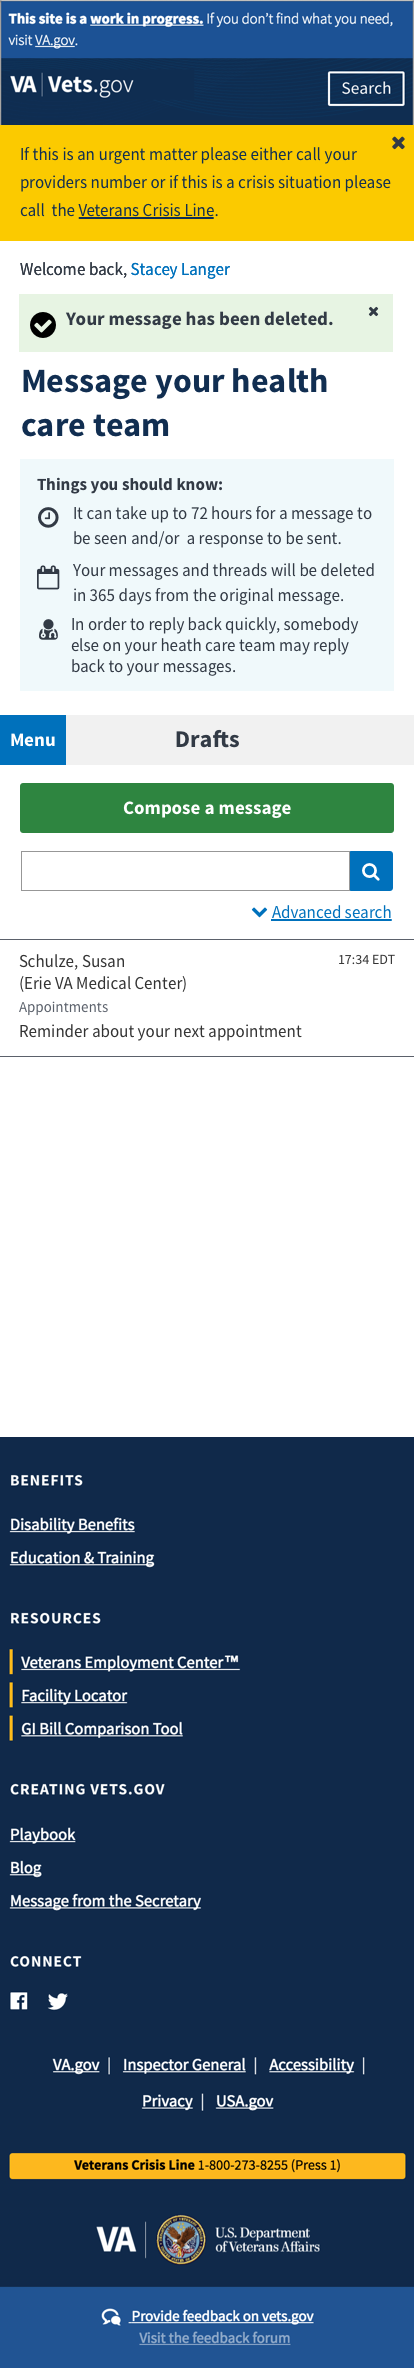 This site is a work in progress. If you don't find what you need,
visit VA.gov.
VA | Vets.gov
Search
If this is an urgent matter please either call your
providers number or if this is a crisis situation please
call the Veterans Crisis Line.
Welcome back, Stacey Langer
Your message has been deleted.
Message your health
care team
Things you should know:
It can take up to 72 hours for a message to
be seen and/or a response to be sent.
Your messages and threads will be deleted
in 365 days from the original message.
In order to reply back quickly, somebody
else on your heath care team may reply
back to your messages.
Menu
Drafts
Compose a message
Advanced search
Schulze, Susan
17:34 EDT
(Erie VA Medical Center)
Appointments
Reminder about your next appointment
BENEFITS
Disability Benefits
Education & Training
RESOURCES
Veterans Employment Center™
Facility Locator
GI Bill Comparison Tool
CREATING VETS.GOV
Playbook
Blog
Message from the Secretary
CONNECT
VA.gov | Inspector General | Accessibility |
Privacy | USA.gov
Veterans Crisis Line 1-800-273-8255 (Press 1)
VA | U.S. Department
of Veterans Affairs
Provide feedback on vets.gov
Visit the feedback forum